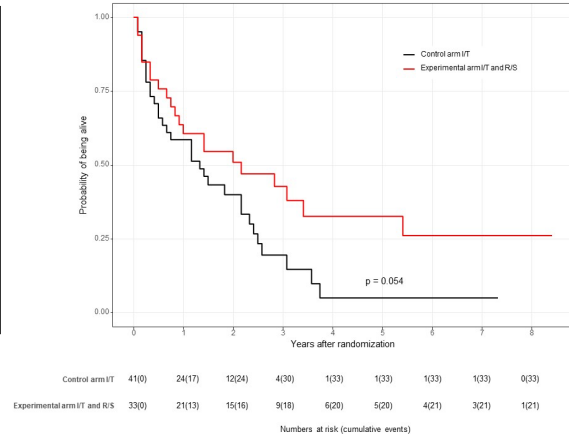 1.00
0.75
0.50
0.25
0.00
Probability of being alive
Control arm I/T
Experimental arm I/T and R/S
p = 0.054
0 1 2 3 4 5 6 7 8
Years after randomization
Control arm I/T 41(0) 24(17) 12(24) 4(30) 1(33) 1(33) 1(33) 1(33) 0(33)
Experimental arm I/T and R/S 33(0) 21(13) 15(16) 9(18) 6(20) 5(20) 4(21) 3(21) 1(21)
Numbers at risk (cumulative events)